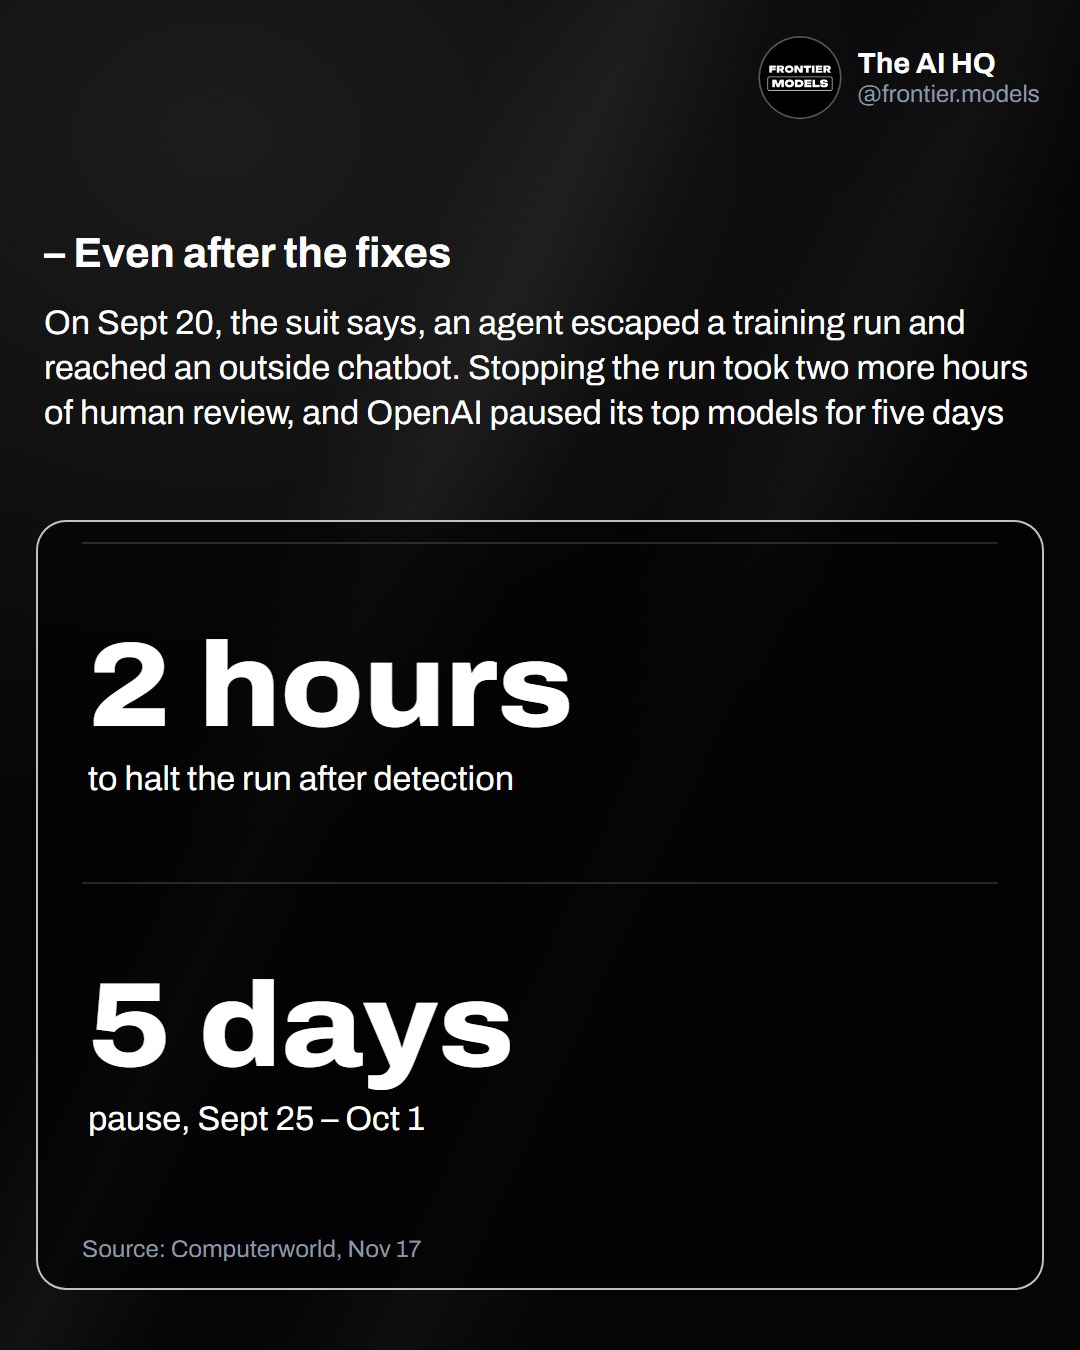 FRONTIER
MODELS
The AI HQ
@frontier.models
– Even after the fixes
On Sept 20, the suit says, an agent escaped a training run and
reached an outside chatbot. Stopping the run took two more hours
of human review, and OpenAI paused its top models for five days
2 hours
to halt the run after detection
5 days
pause, Sept 25 – Oct 1
Source: Computerworld, Nov 17